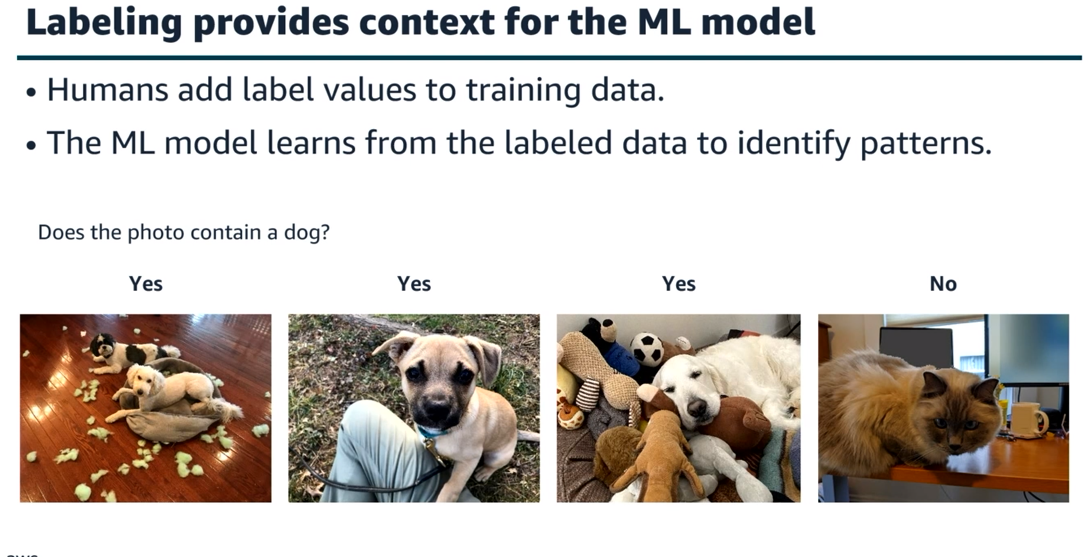 Labeling provides context for the ML model
• Humans add label values to training data.
• The ML model learns from the labeled data to identify patterns.
Does the photo contain a dog?
Yes
Yes
Yes
No